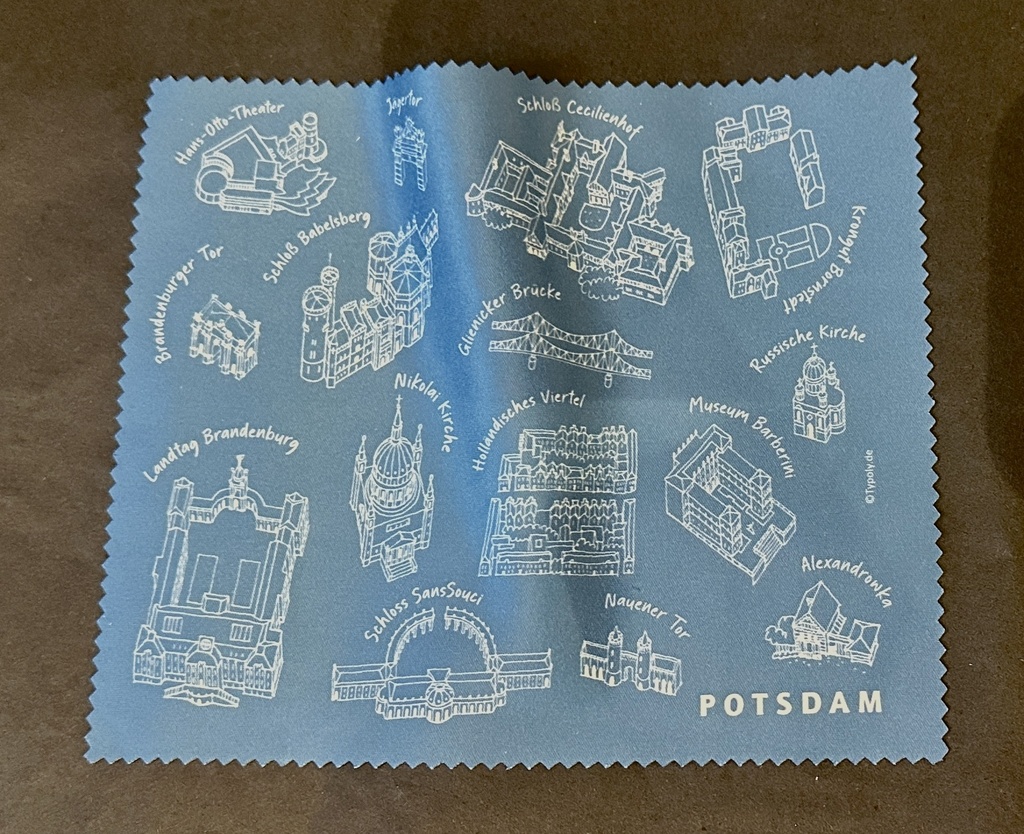 Hans-Otto-Theater
Jägertor
Schloß Cecilienhof
Krongut Bornstedt
Brandenburger Tor
Schloß Babelsberg
Glienicker Brücke
Russische Kirche
Landtag Brandenburg
Nikolai Kirche
Holländisches Viertel
Museum Barberini
©Typoly.de
Schloss SansSouci
Nauener Tor
Alexandrowka
POTSDAM